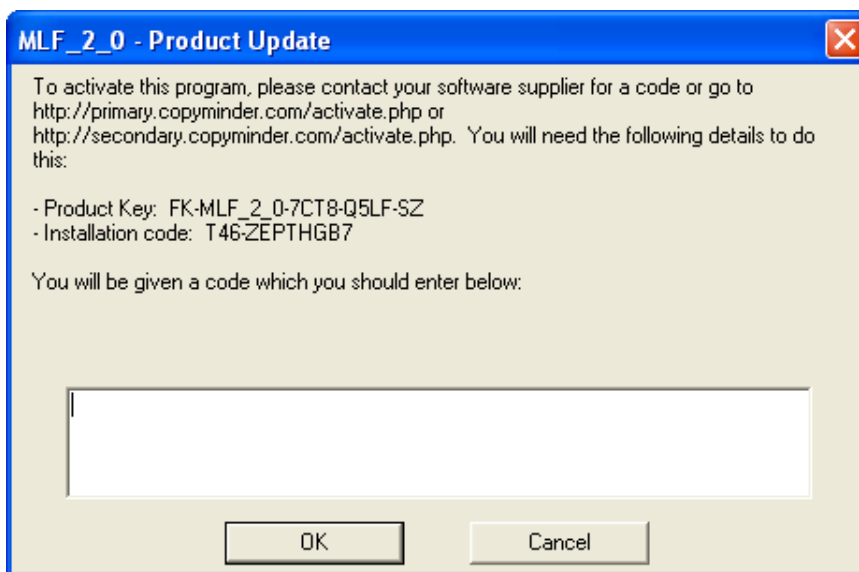 MLF_2_0 - Product Update
To activate this program, please contact your software supplier for a code or go to
http://primary.copyminder.com/activate.php or
http://secondary.copyminder.com/activate.php. You will need the following details to do
this:
- Product Key: FK-MLF_2_0-7CT8-Q5LF-SZ
- Installation code: T46-ZEPTHGB7
You will be given a code which you should enter below:
OK
Cancel